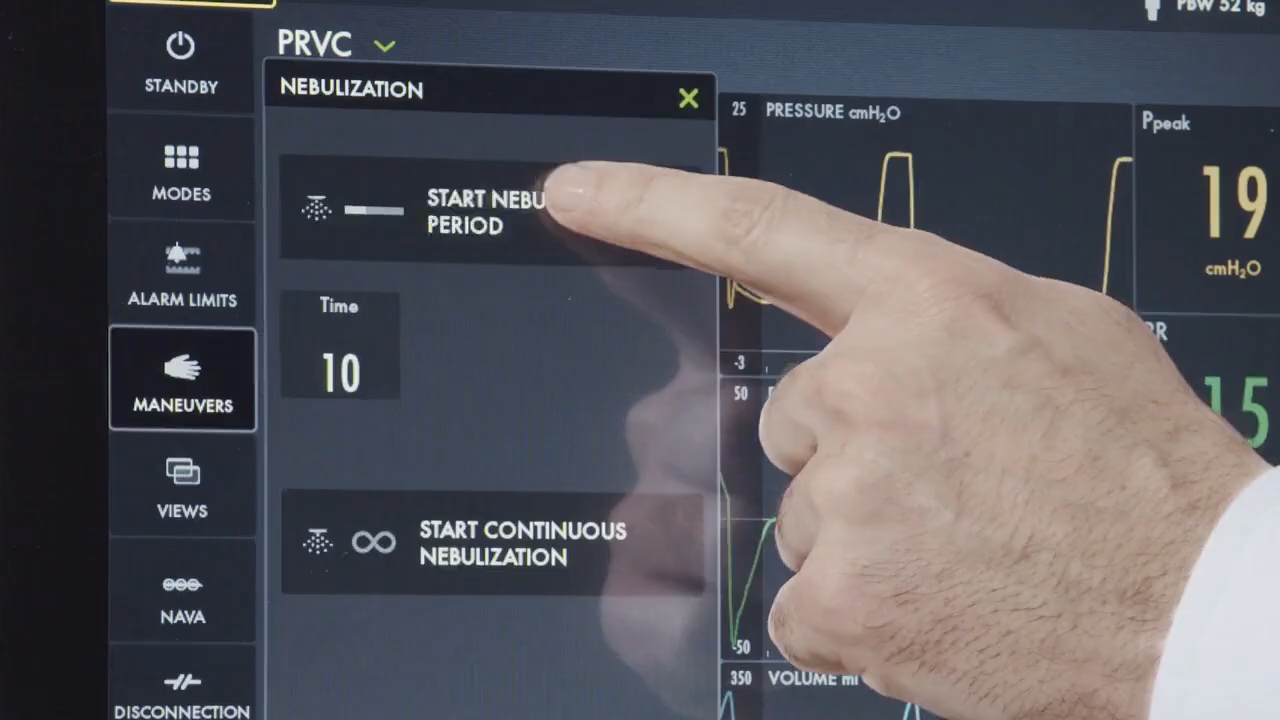 PBW 52 kg
STANDBY
MODES
ALARM LIMITS
MANEUVERS
VIEWS
NAVA
DISCONNECTION
PRVC
NEBULIZATION
START NEBU
PERIOD
Time
10
START CONTINUOUS
NEBULIZATION
25
PRESSURE cmH₂O
-3
50
-50
350
VOLUME ml
Ppeak
19
cmH₂O
RR
15